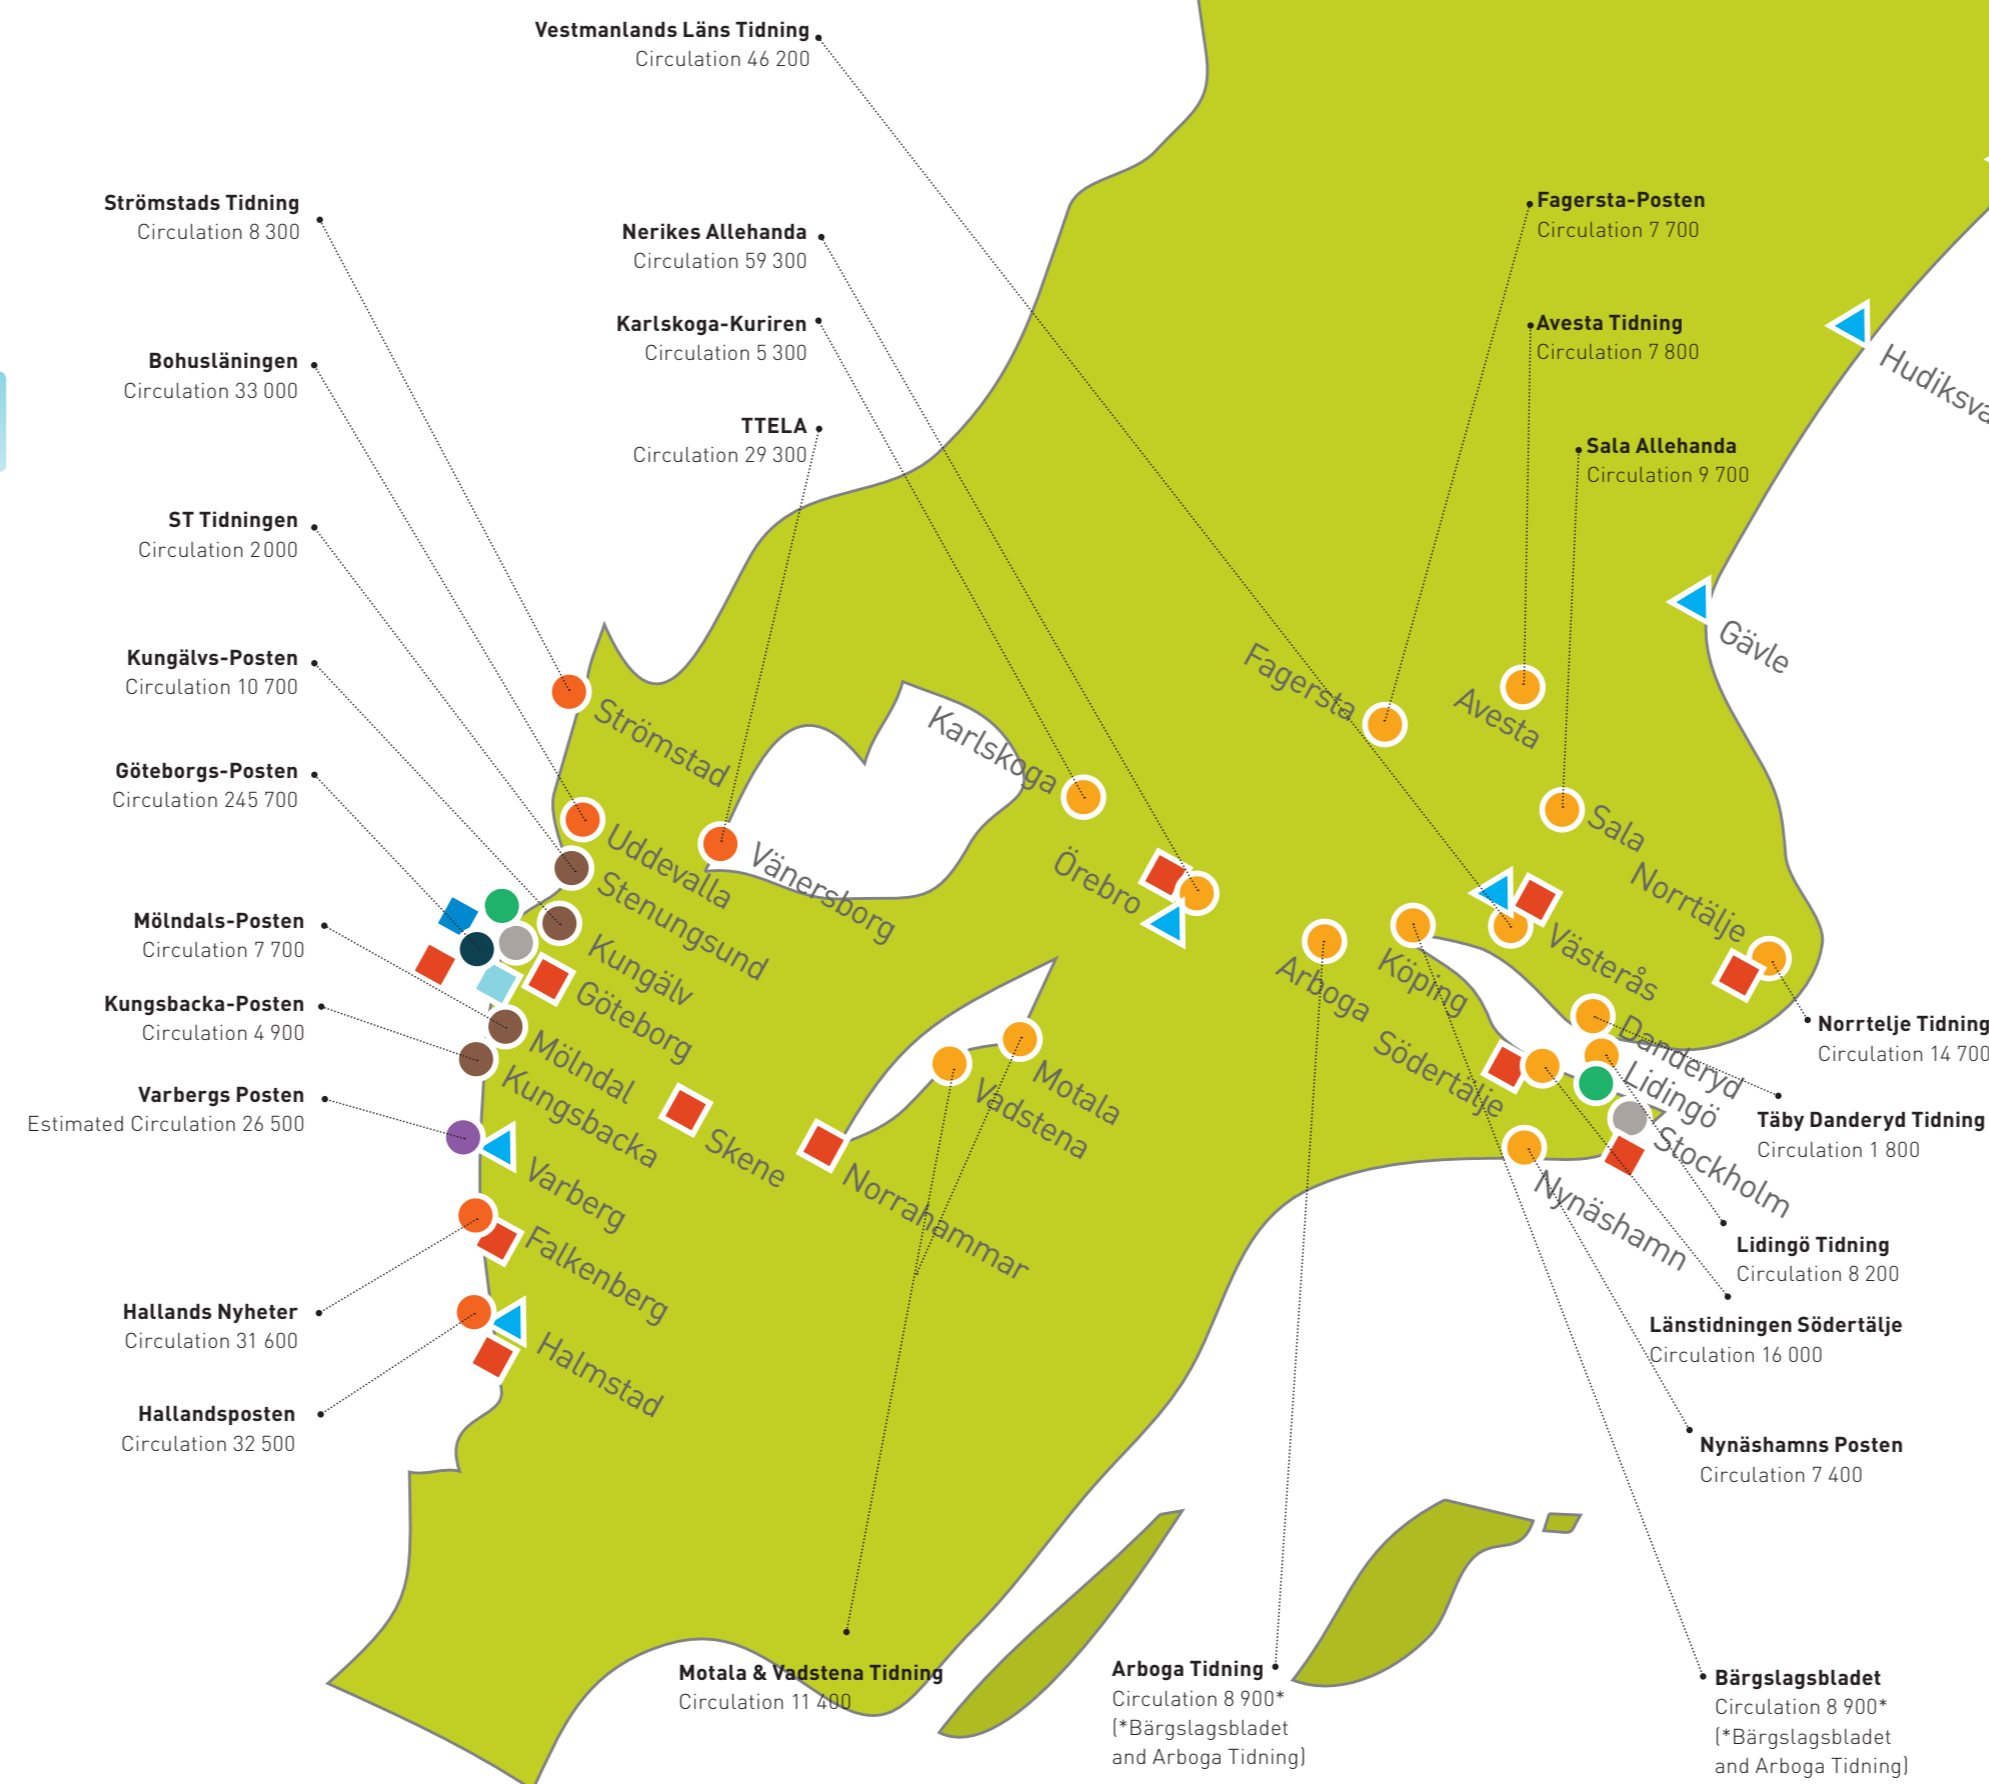 Vestmanlands Läns Tidning
Circulation 46 200
Strömstads Tidning
Circulation 8 300
Nerikes Allehanda
Circulation 59 300
Fagersta-Posten
Circulation 7 700
Karlskoga-Kuriren
Circulation 5 300
Avesta Tidning
Circulation 7 800
Bohusläningen
Circulation 33 000
TTELA
Circulation 29 300
Sala Allehanda
Circulation 9 700
ST Tidningen
Circulation 2000
Kungälvs-Posten
Circulation 10 700
Göteborgs-Posten
Circulation 245 700
Mölndals-Posten
Circulation 7 700
Kungsbacka-Posten
Circulation 4 900
Varbergs Posten
Estimated Circulation 26 500
Hallands Nyheter
Circulation 31 600
Hallandsposten
Circulation 32 500
Hudiksva
Gävle
Fagersta
Avesta
Strömstad
Karlskoga
Sala
Uddevalla
Vänersborg
Örebro
Norrtälje
Stenungsund
Västerås
Kungälv
Göteborg
Arboga
Köping
Mölndal
Södertälje
Danderyd
Kungsbacka
Motala
Vadstena
Lidingö
Skene
Stockholm
Varberg
Norrahammar
Nynäshamn
Falkenberg
Halmstad
Norrtelje Tidning
Circulation 14 700
Täby Danderyd Tidning
Circulation 1 800
Lidingö Tidning
Circulation 8 200
Länstidningen Södertälje
Circulation 16 000
Nynäshamns Posten
Circulation 7 400
Motala & Vadstena Tidning
Circulation 11 400
Arboga Tidning
Circulation 8 900*
(*Bärgslagsbladet
and Arboga Tidning)
Bärgslagsbladet
Circulation 8 900*
(*Bärgslagsbladet
and Arboga Tidning)